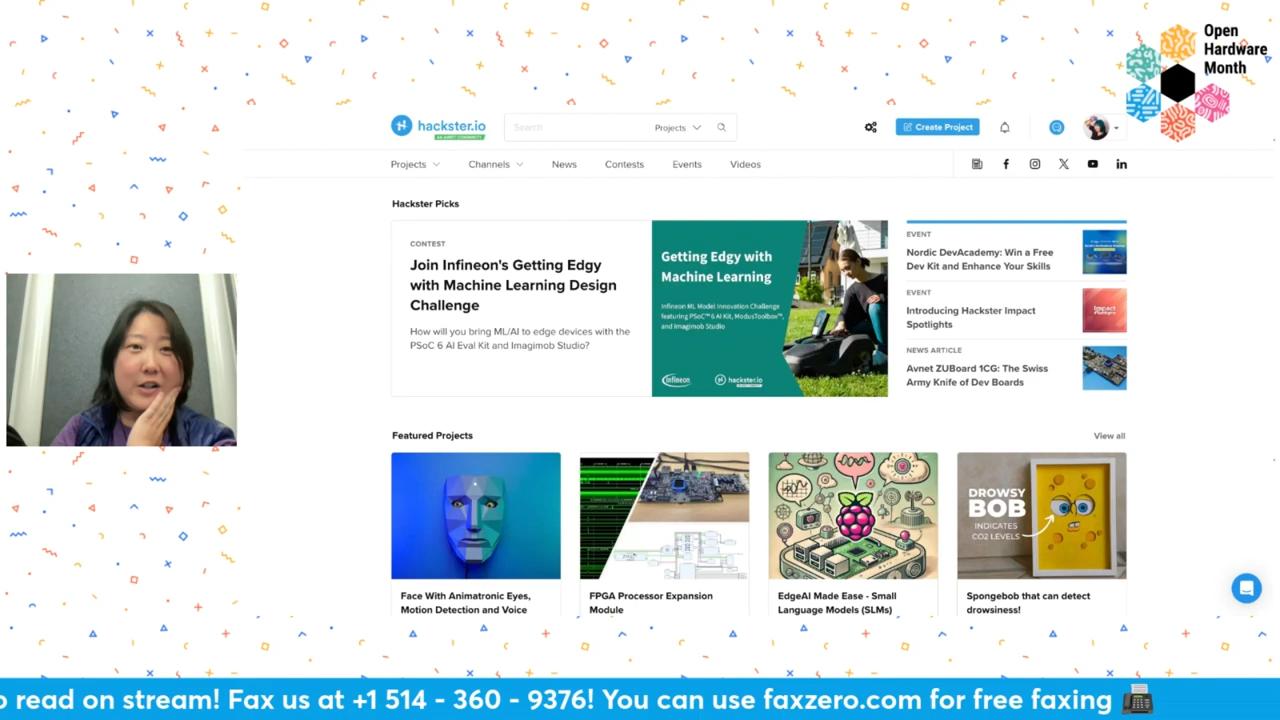 Open
Hardware
Month
hackster.io
AN AVNET COMMUNITY
Search
Projects
Create Project
Projects
Channels
News
Contests
Events
Videos
Hackster Picks
CONTEST
Join Infineon's Getting Edgy
with Machine Learning Design
Challenge
How will you bring ML/AI to edge devices with the
PSoC 6 AI Eval Kit and Imagimob Studio?
Getting Edgy with
Machine Learning
Infineon ML Model Innovation Challenge
featuring PSoC™ 6 AI Kit, ModusToolbox™,
and Imagimob Studio
infineon
hackster.io
EVENT
Nordic DevAcademy: Win a Free
Dev Kit and Enhance Your Skills
EVENT
Introducing Hackster Impact
Spotlights
Impact
Spotlights
NEWS ARTICLE
Avnet ZUBoard 1CG: The Swiss
Army Knife of Dev Boards
Featured Projects
View all
DROWSY
BOB
INDICATES
CO2 LEVELS
Face With Animatronic Eyes,
Motion Detection and Voice
FPGA Processor Expansion
Module
EdgeAI Made Ease - Small
Language Models (SLMs)
Spongebob that can detect
drowsiness!
o read on stream! Fax us at +1 514 - 360 - 9376! You can use faxzero.com for free faxing